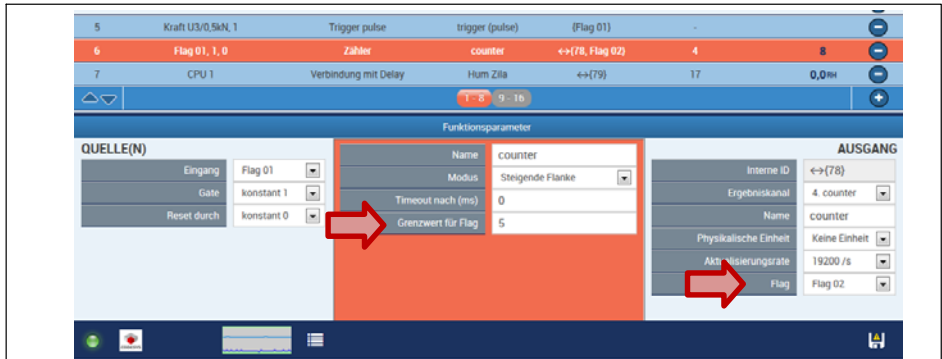 5 Kraft U3/0,5kN, 1 Trigger pulse trigger (pulse) (Flag 01) -
6 Flag 01, 1, 0 Zähler counter ↔{78, Flag 02) 4 8
7 CPU 1 Verbindung mit Delay Hum Zila ↔{79} 17 0,0 RH
1 - 8 9 - 16
Funktionsparameter
QUELLE(N)
Eingang Flag 01
Gate konstant 1
Reset durch konstant 0
Name counter
Modus Steigende Flanke
Timeout nach (ms) 0
Grenzwert für Flag 5
AUSGANG
Interne ID ↔{78}
Ergebniskanal 4. counter
Name counter
Physikalische Einheit Keine Einheit
Aktualisierungsrate 19200 /s
Flag Flag 02